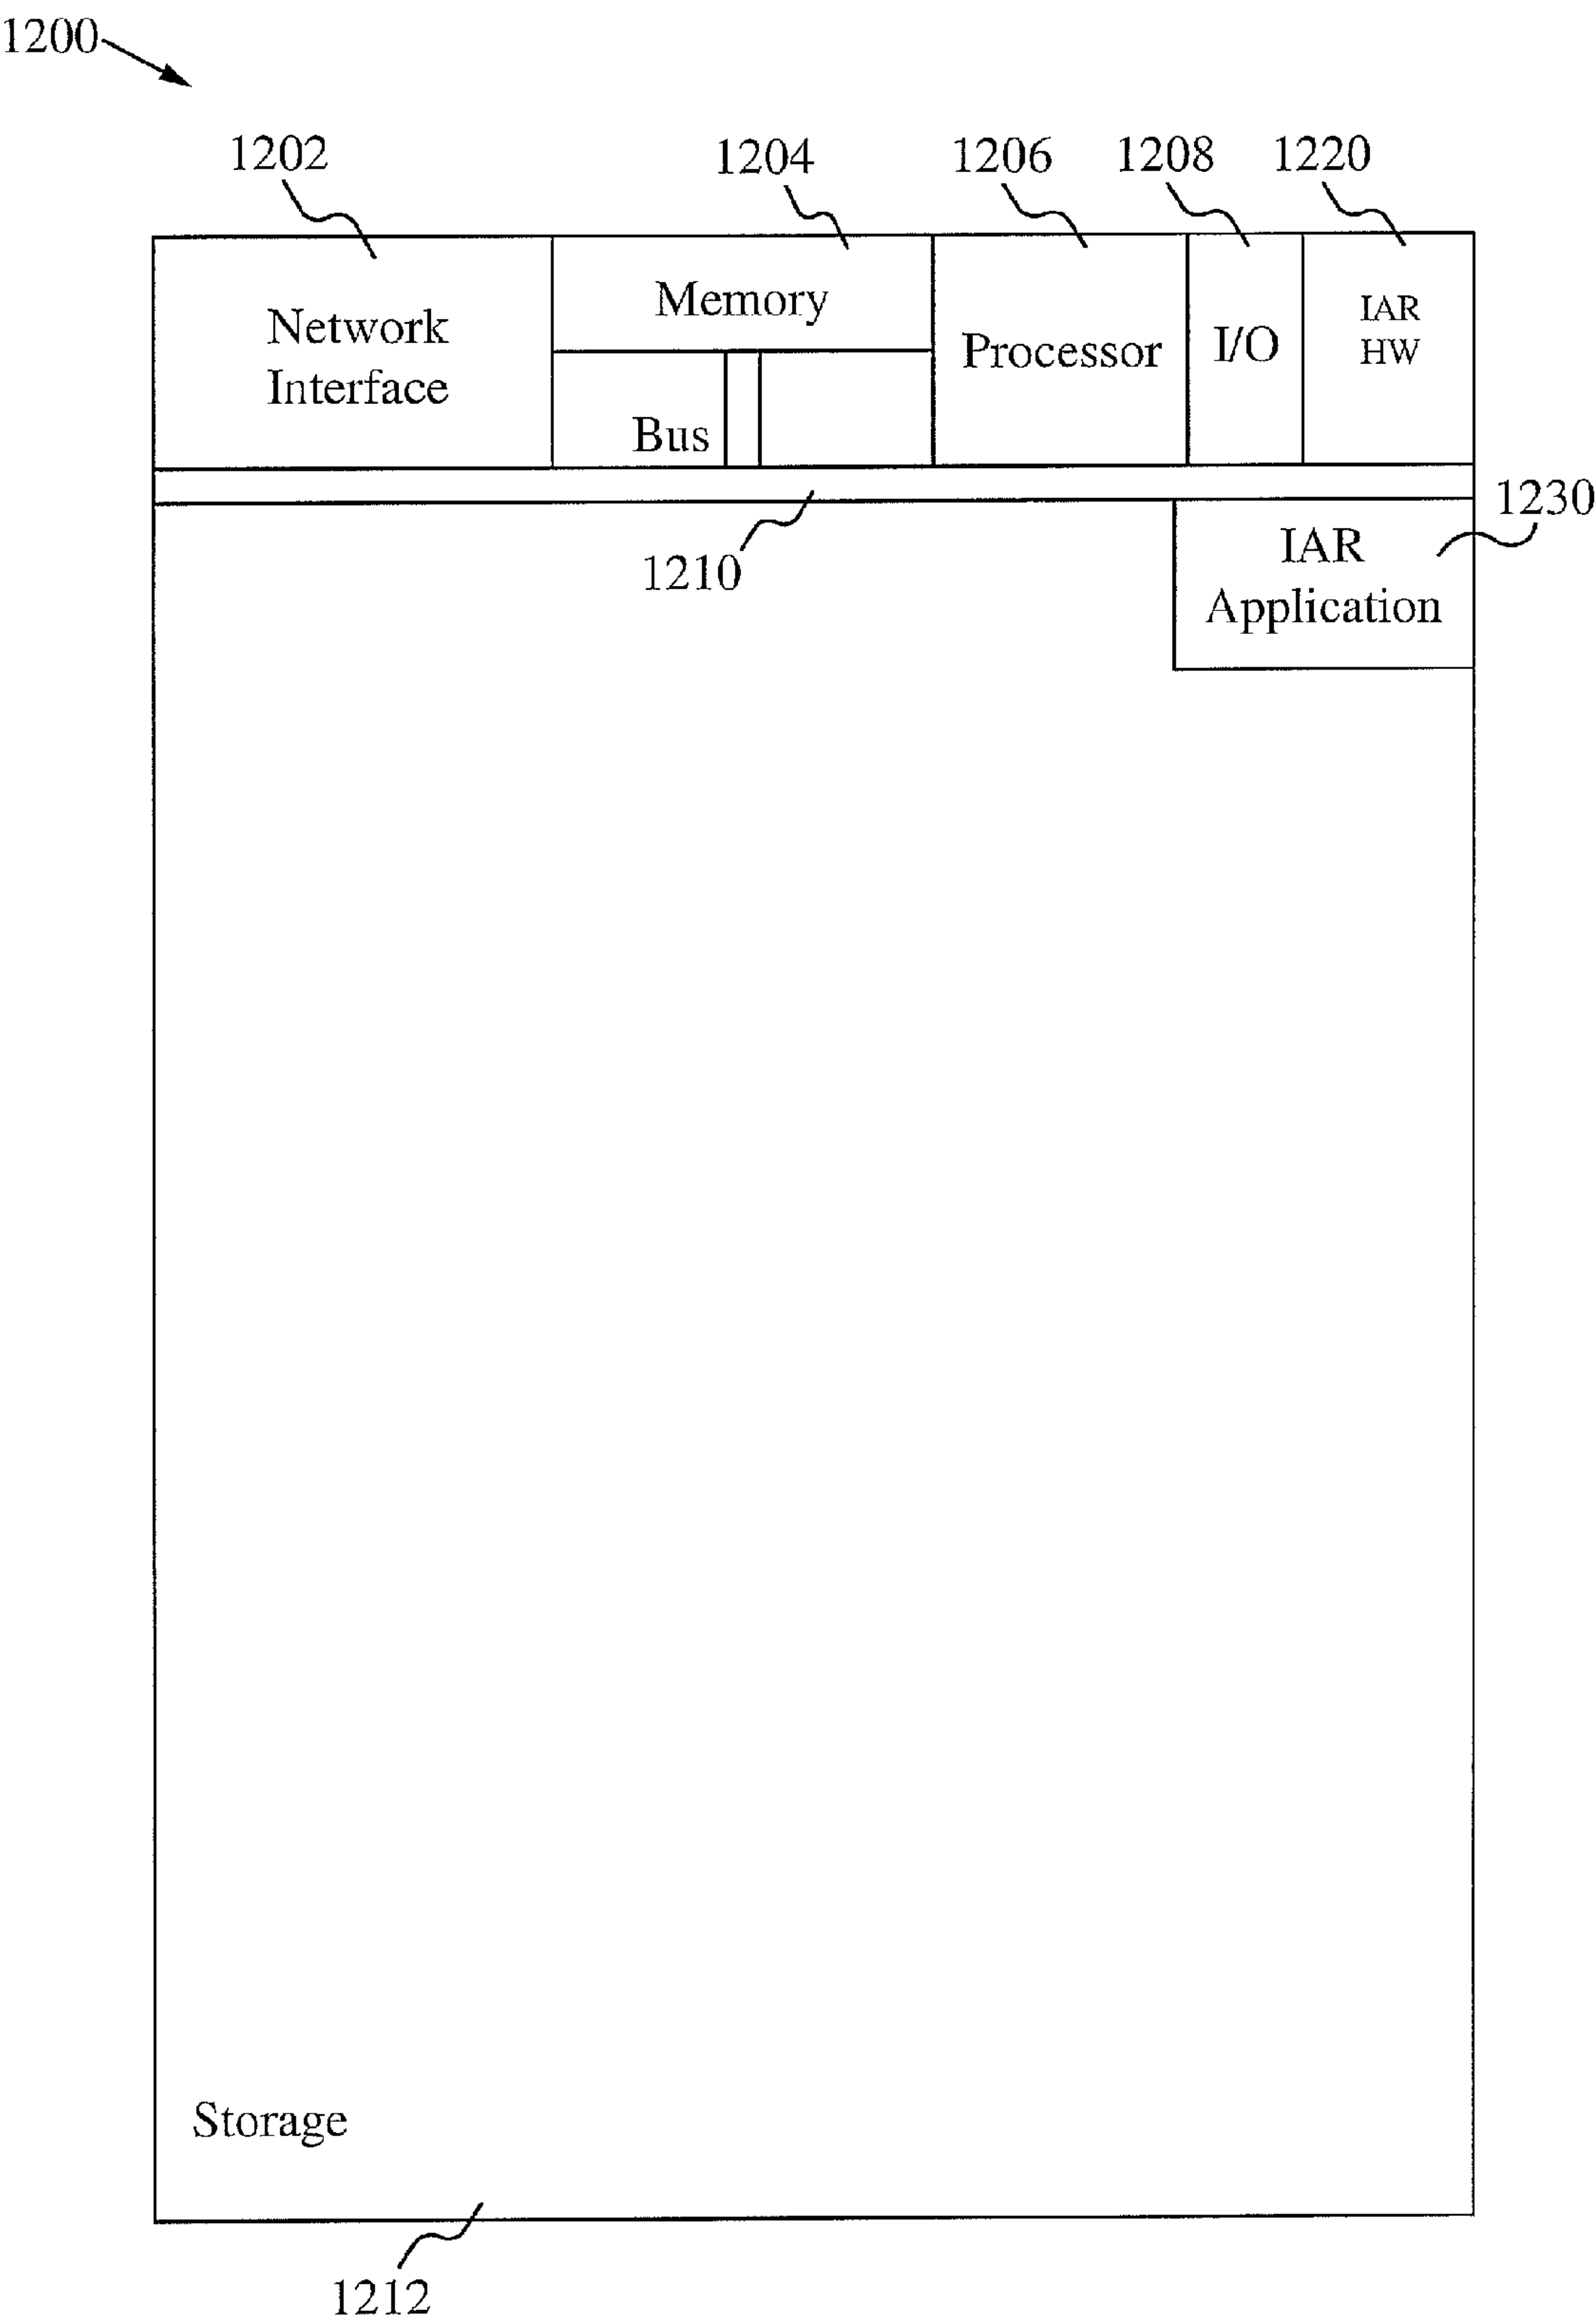 1200
1202
1204
1206
1208
1220
Network
Interface
Memory
Bus
Processor
I/O
IAR
HW
1210
1230
IAR
Application
Storage
1212